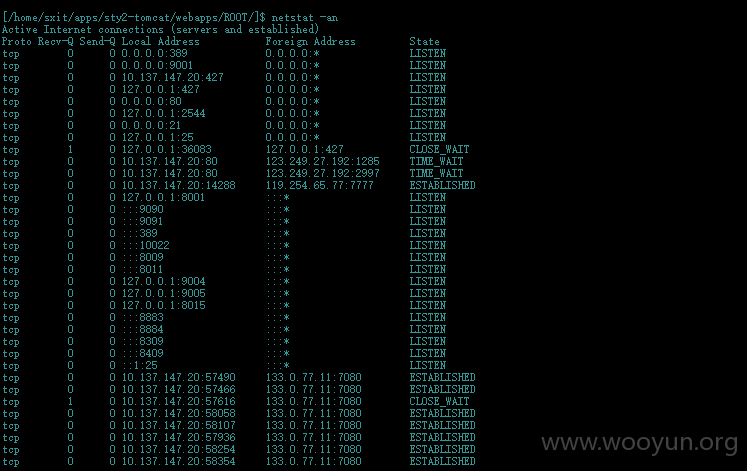 [/home/sxit/apps/sty2-tomcat/webapps/ROOT/]$ netstat -an
Active Internet connections (servers and established)
Proto Recv-Q Send-Q Local Address Foreign Address State
tcp 0 0 0.0.0.0:389 0.0.0.0:* LISTEN
tcp 0 0 0.0.0.0:9001 0.0.0.0:* LISTEN
tcp 0 0 10.137.147.20:427 0.0.0.0:* LISTEN
tcp 0 0 127.0.0.1:427 0.0.0.0:* LISTEN
tcp 0 0 0.0.0.0:80 0.0.0.0:* LISTEN
tcp 0 0 127.0.0.1:2544 0.0.0.0:* LISTEN
tcp 0 0 0.0.0.0:21 0.0.0.0:* LISTEN
tcp 0 0 127.0.0.1:25 0.0.0.0:* LISTEN
tcp 1 0 127.0.0.1:36083 127.0.0.1:427 CLOSE_WAIT
tcp 0 0 10.137.147.20:80 123.249.27.192:1285 TIME_WAIT
tcp 0 0 10.137.147.20:80 123.249.27.192:2997 TIME_WAIT
tcp 0 0 10.137.147.20:14288 119.254.65.77:7777 ESTABLISHED
tcp 0 0 127.0.0.1:8001 :::* LISTEN
tcp 0 0 :::9090 :::* LISTEN
tcp 0 0 :::9091 :::* LISTEN
tcp 0 0 :::389 :::* LISTEN
tcp 0 0 :::10022 :::* LISTEN
tcp 0 0 :::8009 :::* LISTEN
tcp 0 0 :::8011 :::* LISTEN
tcp 0 0 127.0.0.1:9004 :::* LISTEN
tcp 0 0 127.0.0.1:9005 :::* LISTEN
tcp 0 0 127.0.0.1:8015 :::* LISTEN
tcp 0 0 :::8883 :::* LISTEN
tcp 0 0 :::8884 :::* LISTEN
tcp 0 0 :::8309 :::* LISTEN
tcp 0 0 :::8409 :::* LISTEN
tcp 0 0 ::1:25 :::* LISTEN
tcp 0 0 10.137.147.20:57490 133.0.77.11:7080 ESTABLISHED
tcp 0 0 10.137.147.20:57466 133.0.77.11:7080 ESTABLISHED
tcp 1 0 10.137.147.20:57616 133.0.77.11:7080 CLOSE_WAIT
tcp 0 0 10.137.147.20:58058 133.0.77.11:7080 ESTABLISHED
tcp 0 0 10.137.147.20:58107 133.0.77.11:7080 ESTABLISHED
tcp 0 0 10.137.147.20:57936 133.0.77.11:7080 ESTABLISHED
tcp 0 0 10.137.147.20:58254 133.0.77.11:7080 ESTABLISHED
tcp 0 0 10.137.147.20:58354 133.0.77.11:7080 ESTABLISHED
www.wooyun.org